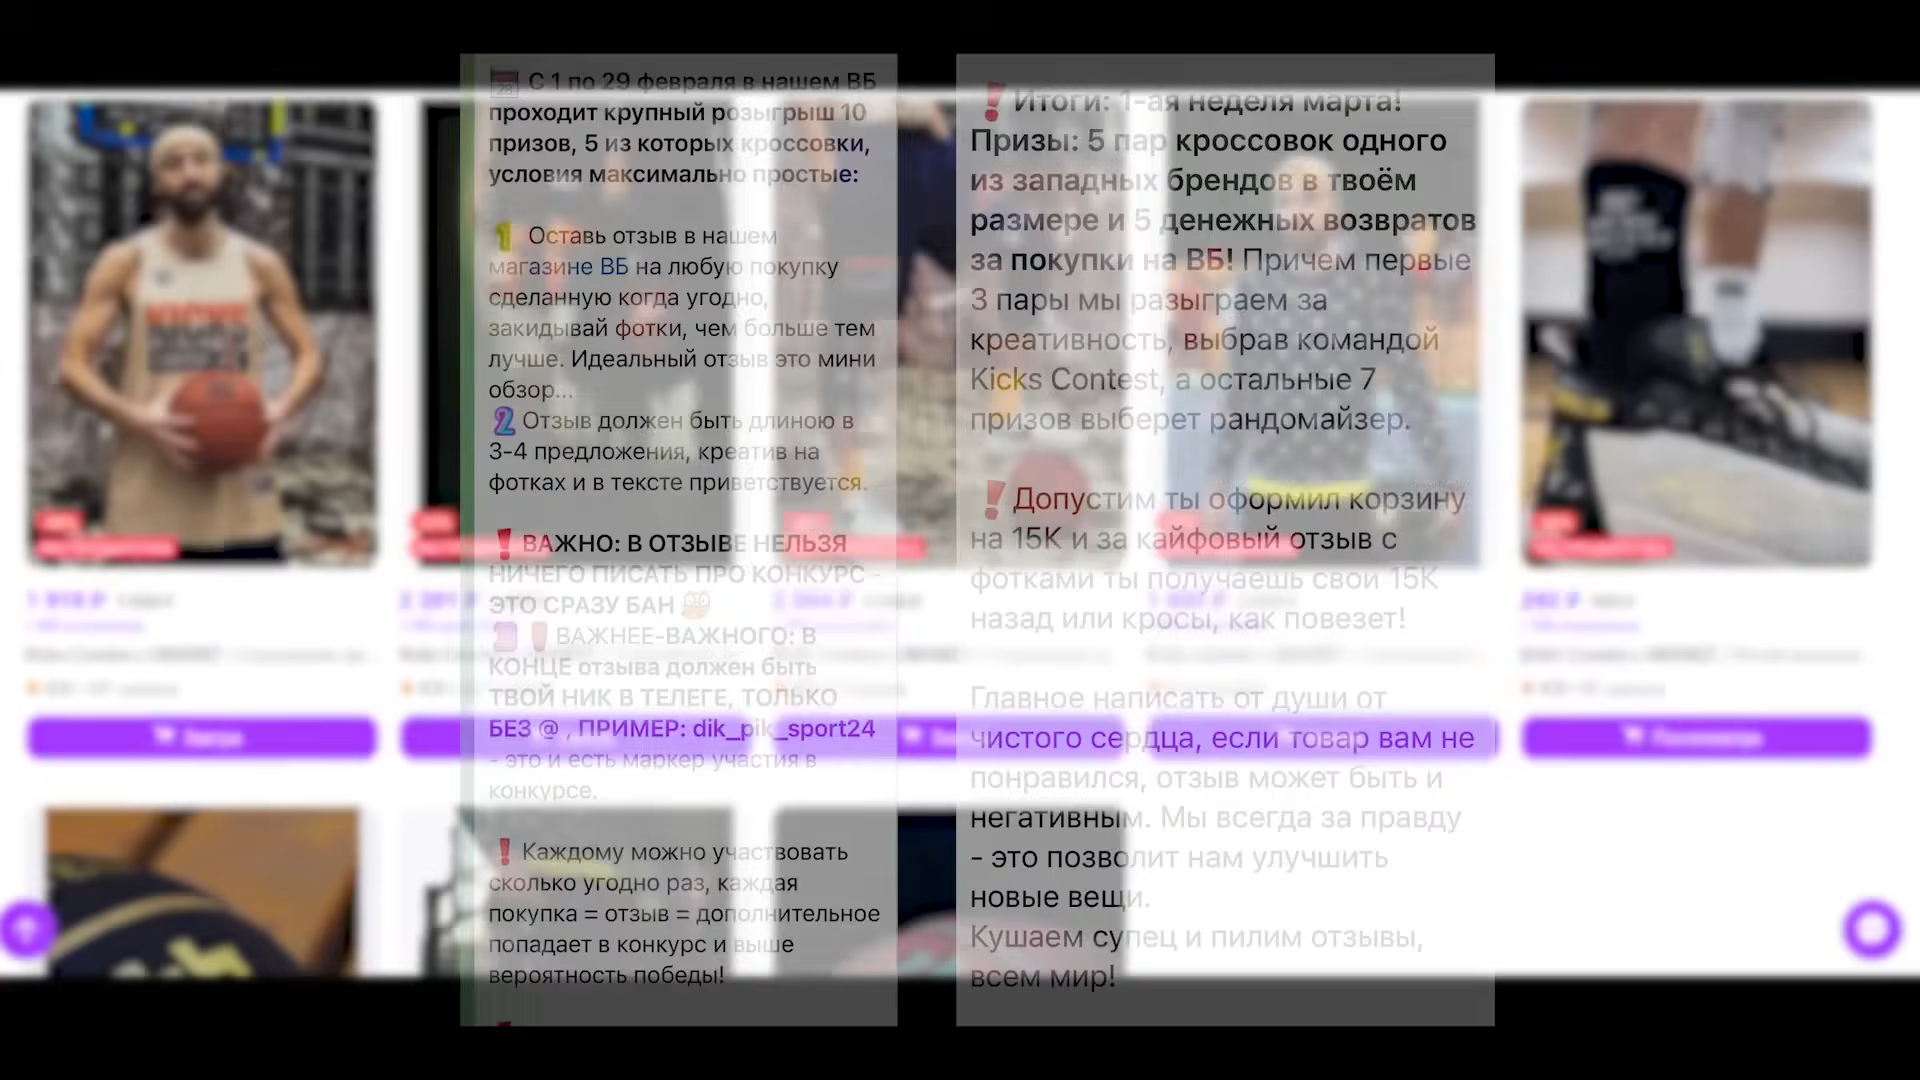 С 1 по 29 февраля в нашем ВБ
проходит крупный розыгрыш 10
призов, 5 из которых кроссовки,
условия максимально простые:
1 Оставь отзыв в нашем
магазине ВБ на любую покупку
сделанную когда угодно,
закидывай фотки, чем больше тем
лучше. Идеальный отзыв это мини
обзор...
2 Отзыв должен быть длиною в
3-4 предложения, креатив на
фотках и в тексте приветствуется.
❗ ВАЖНО: В ОТЗЫВЕ НЕЛЬЗЯ
НИЧЕГО ПИСАТЬ ПРО КОНКУРС -
ЭТО СРАЗУ БАН
❗ ВАЖНЕЕ-ВАЖНОГО: В
КОНЦЕ отзыва должен быть
ТВОЙ НИК В ТЕЛЕГЕ, ТОЛЬКО
БЕЗ @ , ПРИМЕР: dik_pik_sport24
- это и есть маркер участия в
конкурсе.
❗ Каждому можно участвовать
сколько угодно раз, каждая
покупка = отзыв = дополнительное
попадает в конкурс и выше
вероятность победы!
❗ Итоги: 1-ая неделя марта!
Призы: 5 пар кроссовок одного
из западных брендов в твоём
размере и 5 денежных возвратов
за покупки на ВБ! Причем первые
3 пары мы разыграем за
креативность, выбрав командой
Kicks Contest, а остальные 7
призов выберет рандомайзер.
❗ Допустим ты оформил корзину
на 15К и за кайфовый отзыв с
фотками ты получаешь свои 15К
назад или кросы, как повезет!
Главное написать от души от
чистого сердца, если товар вам не
понравился, отзыв может быть и
негативным. Мы всегда за правду
- это позволит нам улучшить
новые вещи.
Кушаем супец и пилим отзывы,
всем мир!